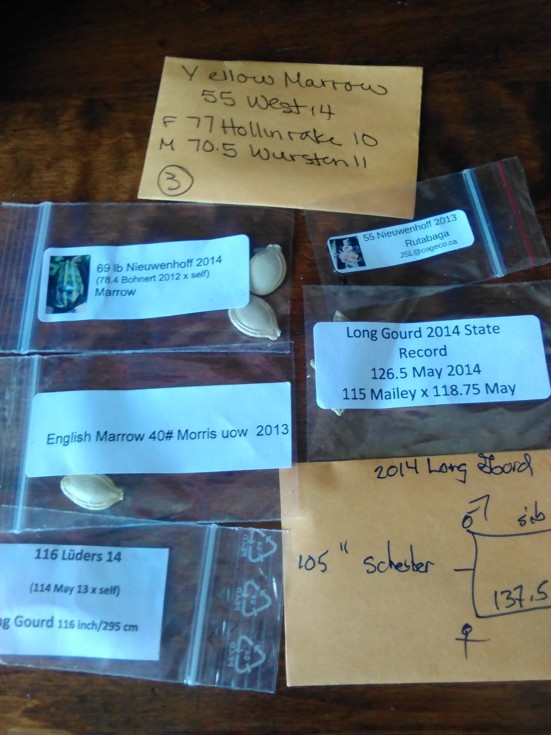 Yellow Marrow
55 West 14
F 77 Hollinrake 10
M 70.5 Wursten 11
3
69 lb Nieuwenhoff 2014
(78.4 Bohnert 2012 x self)
Marrow
55 Nieuwenhoff 2013
Rutabaga
JSL@cogeco.ca
Long Gourd 2014 State
Record
126.5 May 2014
115 Mailey x 118.75 May
English Marrow 40# Morris uow 2013
116 Lüders 14
(114 May 13 x self)
ng Gourd 116 inch/295 cm
2014 Long Gourd
♂ sib
105" Scheiber
137.5
♀